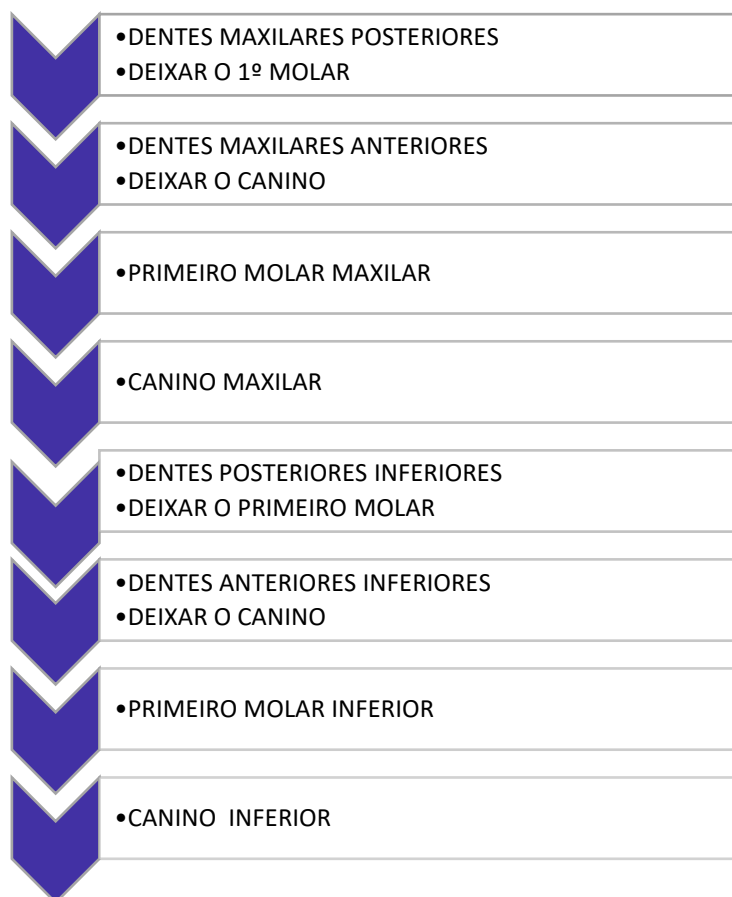 •DENTES MAXILARES POSTERIORES
•DEIXAR O 1º MOLAR
•DENTES MAXILARES ANTERIORES
•DEIXAR O CANINO
•PRIMEIRO MOLAR MAXILAR
•CANINO MAXILAR
•DENTES POSTERIORES INFERIORES
•DEIXAR O PRIMEIRO MOLAR
•DENTES ANTERIORES INFERIORES
•DEIXAR O CANINO
•PRIMEIRO MOLAR INFERIOR
•CANINO  INFERIOR